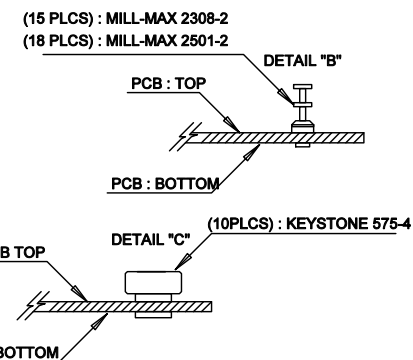 (15 PLCS) : MILL-MAX 2308-2
(18 PLCS) : MILL-MAX 2501-2
DETAIL "B"
PCB : TOP
PCB : BOTTOM
(10PLCS) : KEYSTONE 575-4
DETAIL "C"
B TOP
BOTTOM